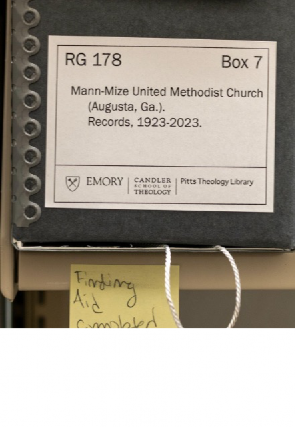 RG 178 Box 7
Mann-Mize United Methodist Church
(Augusta, Ga.).
Records, 1923-2023.
EMORY CANDLER SCHOOL OF THEOLOGY Pitts Theology Library
Finding
Aid
completed